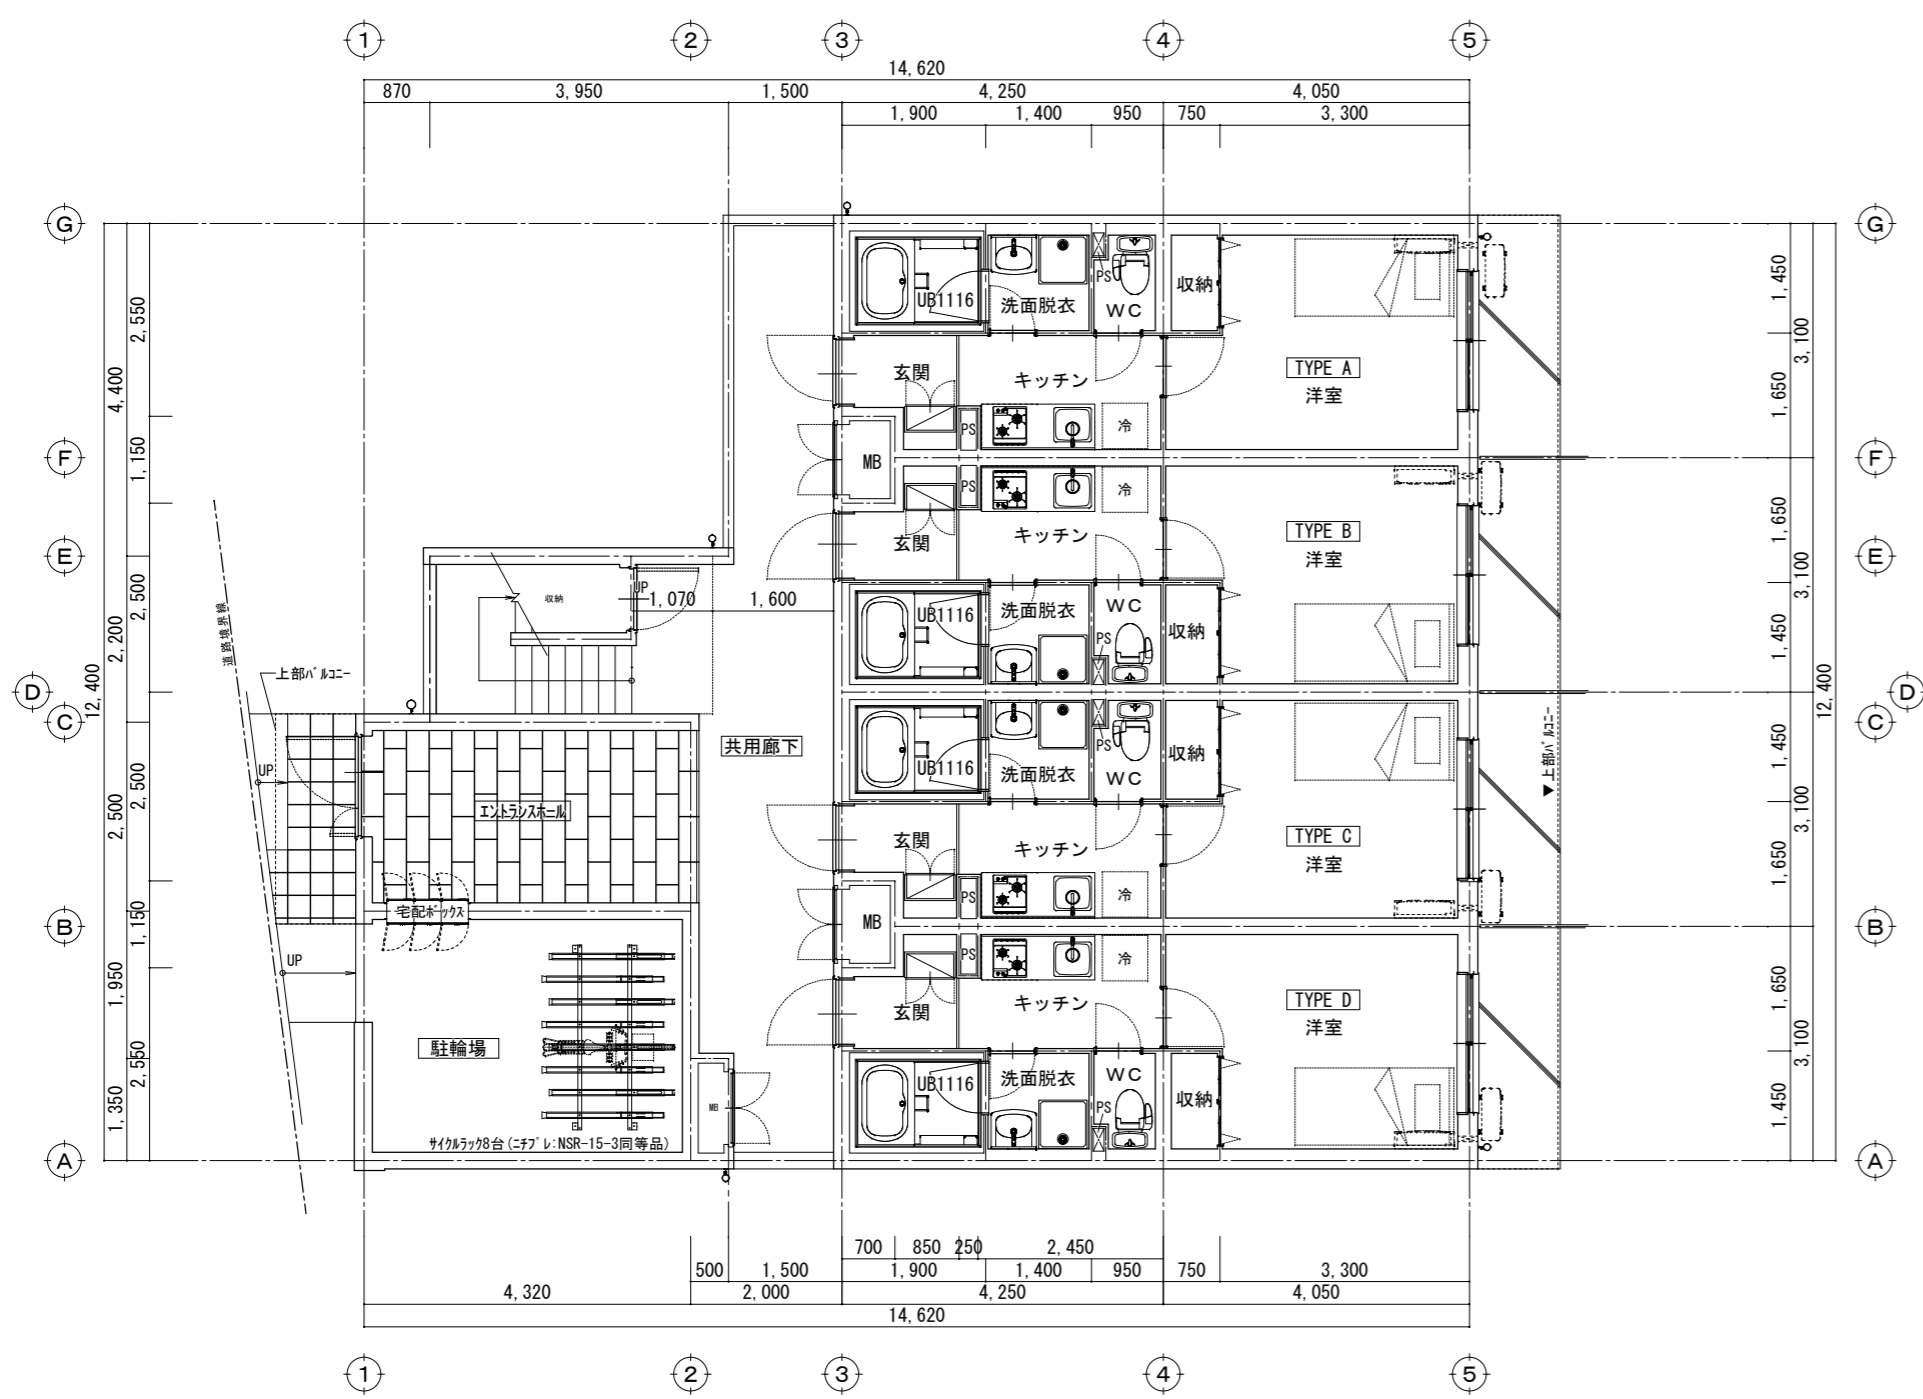 1 2 3 4 5
14,620
870 3,950 1,500 4,250 4,050
1,900 1,400 950 750 3,300
G G
UB1116 洗面脱衣 PS WC 収納
玄関 キッチン TYPE A
洋室
PS 冷
MB
F F
PS 冷
玄関 キッチン TYPE B
洋室
E E
UB1116 洗面脱衣 PS WC 収納
収納 UP
1,070 1,600
道路境界線
上部バルコニー
D D
C C
UB1116 洗面脱衣 PS WC 収納
共用廊下
UP
エントランスホール
玄関 キッチン TYPE C
洋室
PS 冷
宅配ボックス
MB
B B
UP
PS 冷
玄関 キッチン TYPE D
洋室
駐輪場
UB1116 洗面脱衣 PS WC 収納
MB
サイクルラック8台(ニチプレ:NSR-15-3同等品)
A A
▼上部バルコニー
2,550
1,150
2,500
2,500
1,150
2,550
4,400
2,200
2,500
1,950
1,350
12,400
1,450
1,650
1,650
1,450
1,450
1,650
1,650
1,450
3,100
3,100
3,100
3,100
12,400
700 850 250 2,450
500 1,500 1,900 1,400 950 750 3,300
4,320 2,000 4,250 4,050
14,620
1 2 3 4 5